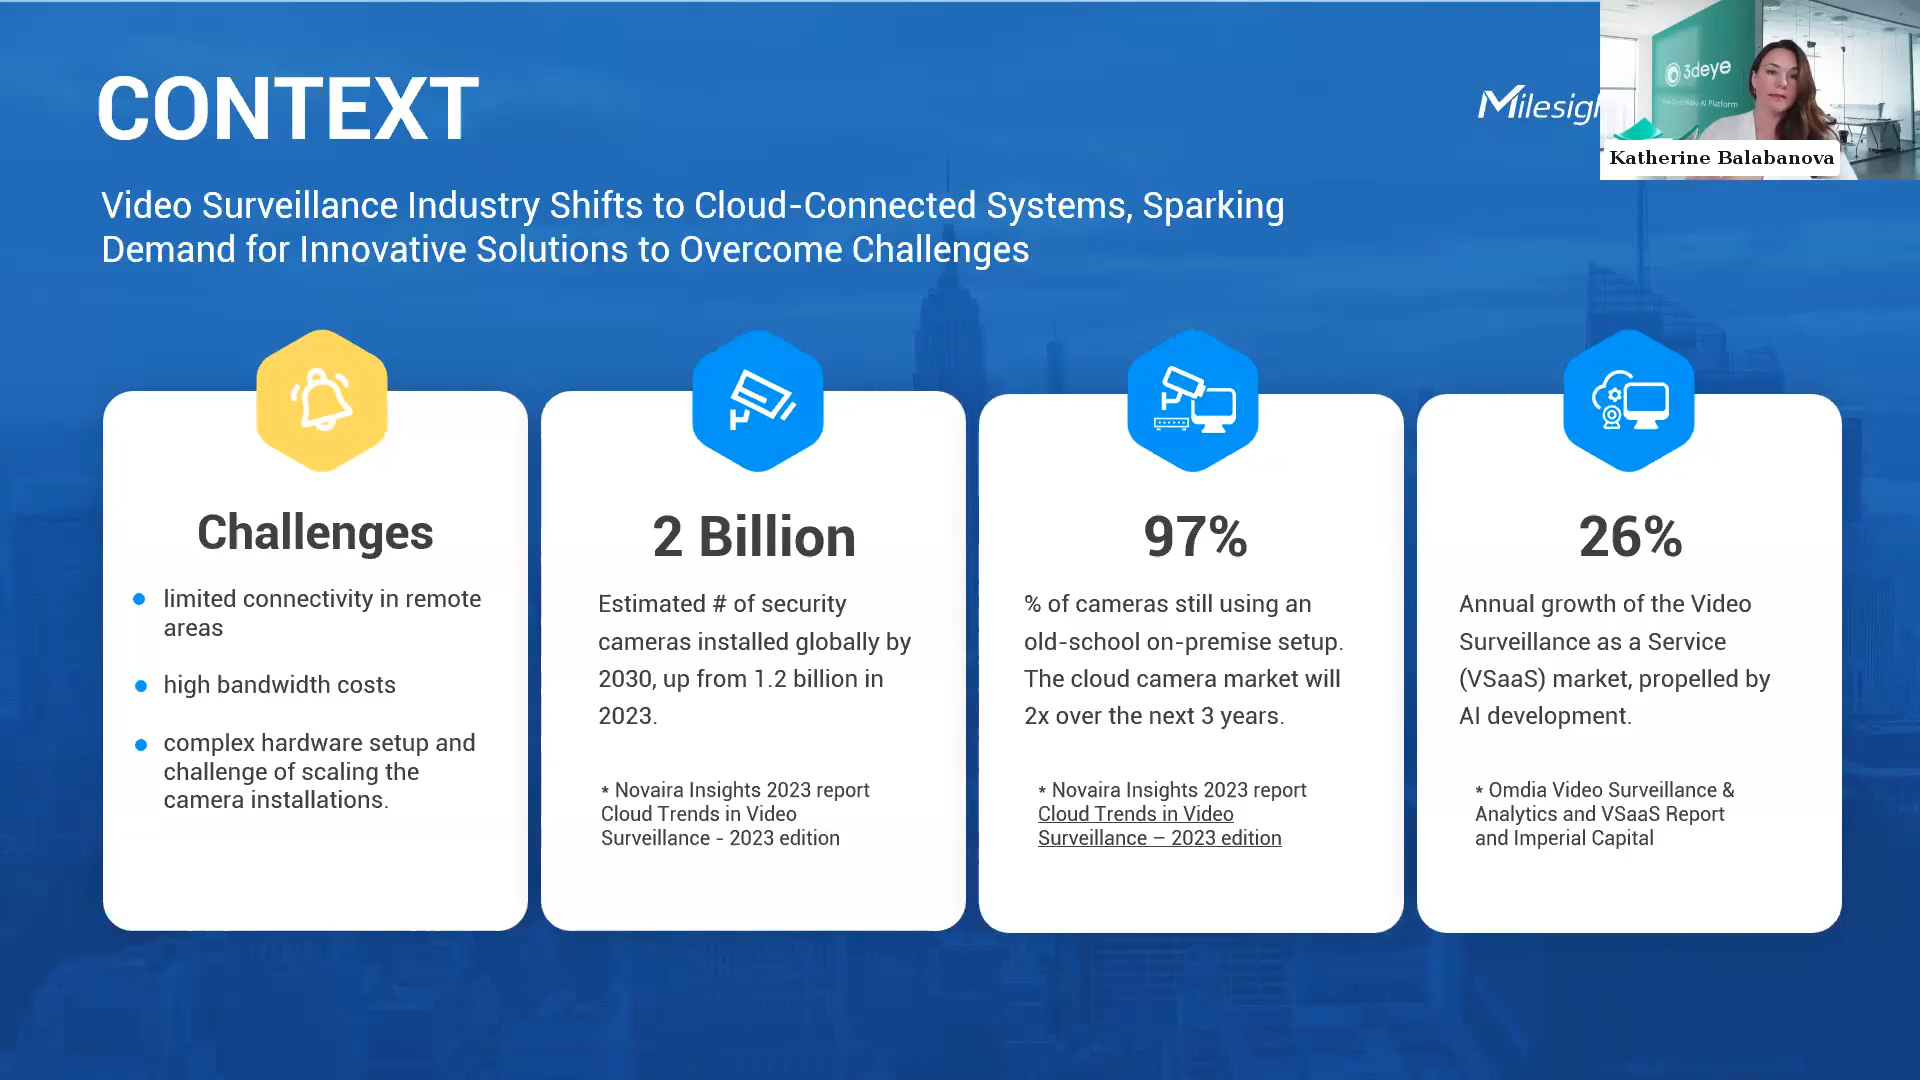 CONTEXT
Milesigh
3deye
Katherine Balabanova
Video Surveillance Industry Shifts to Cloud-Connected Systems, Sparking
Demand for Innovative Solutions to Overcome Challenges
Challenges
limited connectivity in remote
areas
high bandwidth costs
complex hardware setup and
challenge of scaling the
camera installations.
2 Billion
Estimated # of security
cameras installed globally by
2030, up from 1.2 billion in
2023.
* Novaira Insights 2023 report
Cloud Trends in Video
Surveillance - 2023 edition
97%
% of cameras still using an
old-school on-premise setup.
The cloud camera market will
2x over the next 3 years.
* Novaira Insights 2023 report
Cloud Trends in Video
Surveillance – 2023 edition
26%
Annual growth of the Video
Surveillance as a Service
(VSaaS) market, propelled by
AI development.
* Omdia Video Surveillance &
Analytics and VSaaS Report
and Imperial Capital